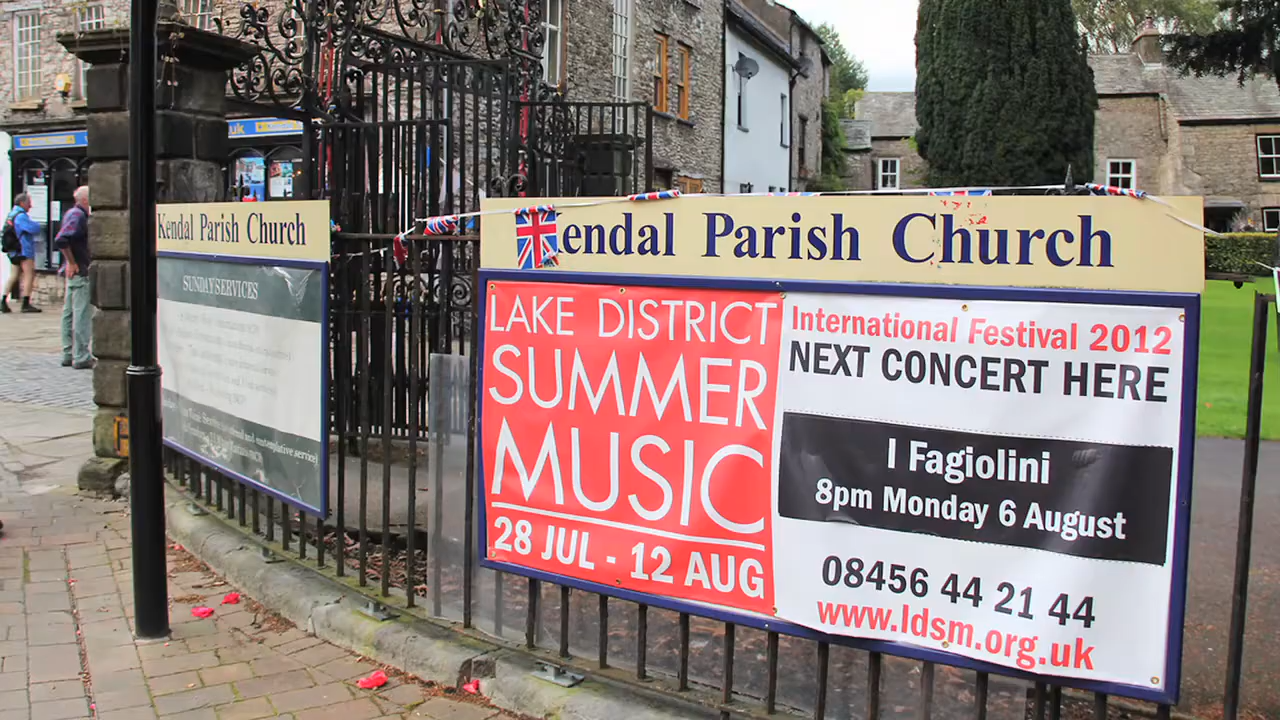 Kendal Parish Church
SUNDAY SERVICES
Kendal Parish Church
LAKE DISTRICT
SUMMER
MUSIC
28 JUL - 12 AUG
International Festival 2012
NEXT CONCERT HERE
I Fagiolini
8pm Monday 6 August
08456 44 21 44
www.ldsm.org.uk